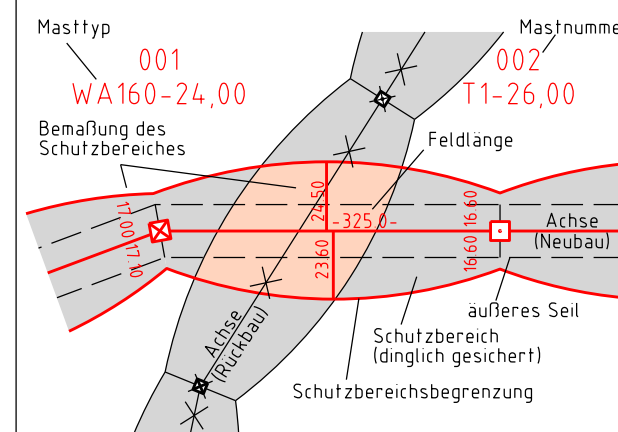 Masttyp
Mastnumme
001
002
WA160-24,00
T1-26,00
Bemaßung des
Schutzbereiches
Feldlänge
17.00
17.10
24.50
-325.0-
23.60
16.60
16.60
Achse
(Neubau)
äußeres Seil
Achse
(Rückbau)
Schutzbereich
(dinglich gesichert)
Schutzbereichsbegrenzung